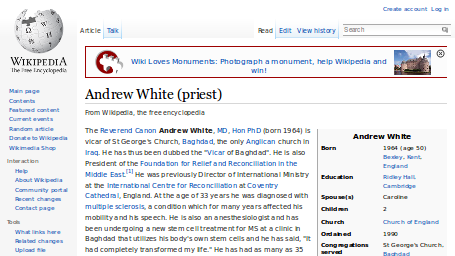 Create account Log in
WIKIPEDIA
The Free Encyclopedia
Article Talk Read Edit View history Search
Wiki Loves Monuments: Photograph a monument, help Wikipedia and
win!
Main page
Contents
Featured content
Current events
Random article
Donate to Wikipedia
Wikimedia Shop
Interaction
Help
About Wikipedia
Community portal
Recent changes
Contact page
Tools
What links here
Related changes
Upload file
Andrew White (priest)
From Wikipedia, the free encyclopedia
The Reverend Canon Andrew White, MD, Hon PhD (born 1964) is
vicar of St George's Church, Baghdad, the only Anglican church in
Iraq. He has thus been dubbed the "Vicar of Baghdad". He is also
President of the Foundation for Relief and Reconciliation in the
Middle East.[1] He was previously Director of International Ministry
at the International Centre for Reconciliation at Coventry
Cathedral, England. At the age of 33 years he was diagnosed with
multiple sclerosis, a condition which for many years affected his
mobility and his speech. He is also an anesthesiologist and has
been undergoing a new stem cell treatment for MS at a clinic in
Baghdad that utilizes his body's own stem cells and he has said, "It
had completely transformed my life." He has had as many as 35
Andrew White
Born 1964 (age 50)
Bexley, Kent,
England
Education Ridley Hall,
Cambridge
Spouse(s) Caroline
Children 2
Church Church of England
Ordained 1990
Congregations St George's Church,
served Baghdad